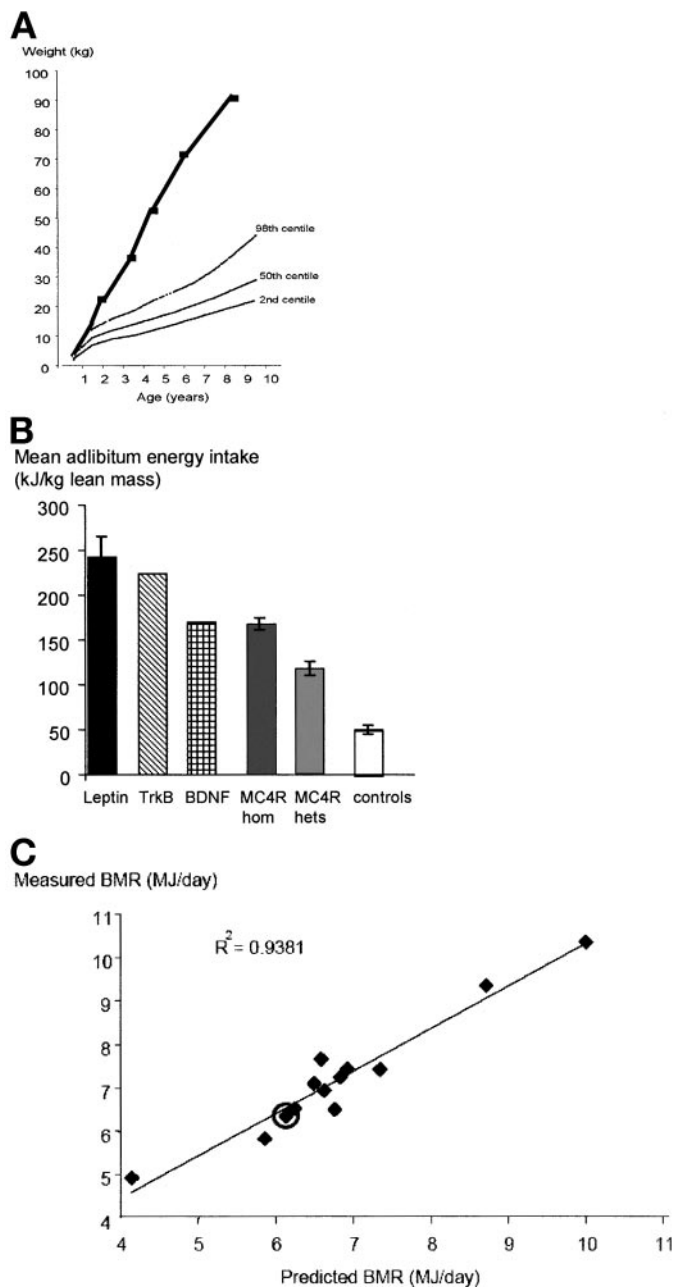 A
Weight (kg)
100
90
80
70
60
50
40
30
20
10
0
98th centile
50th centile
2nd centile
1 2 3 4 5 6 7 8 9 10
Age (years)
B
Mean adlibitum energy intake
(kJ/kg lean mass)
300
250
200
150
100
50
0
Leptin TrkB BDNF MC4R MC4R controls
hom hets
C
Measured BMR (MJ/day)
R2 = 0.9381
11
10
9
8
7
6
5
4
4 5 6 7 8 9 10 11
Predicted BMR (MJ/day)